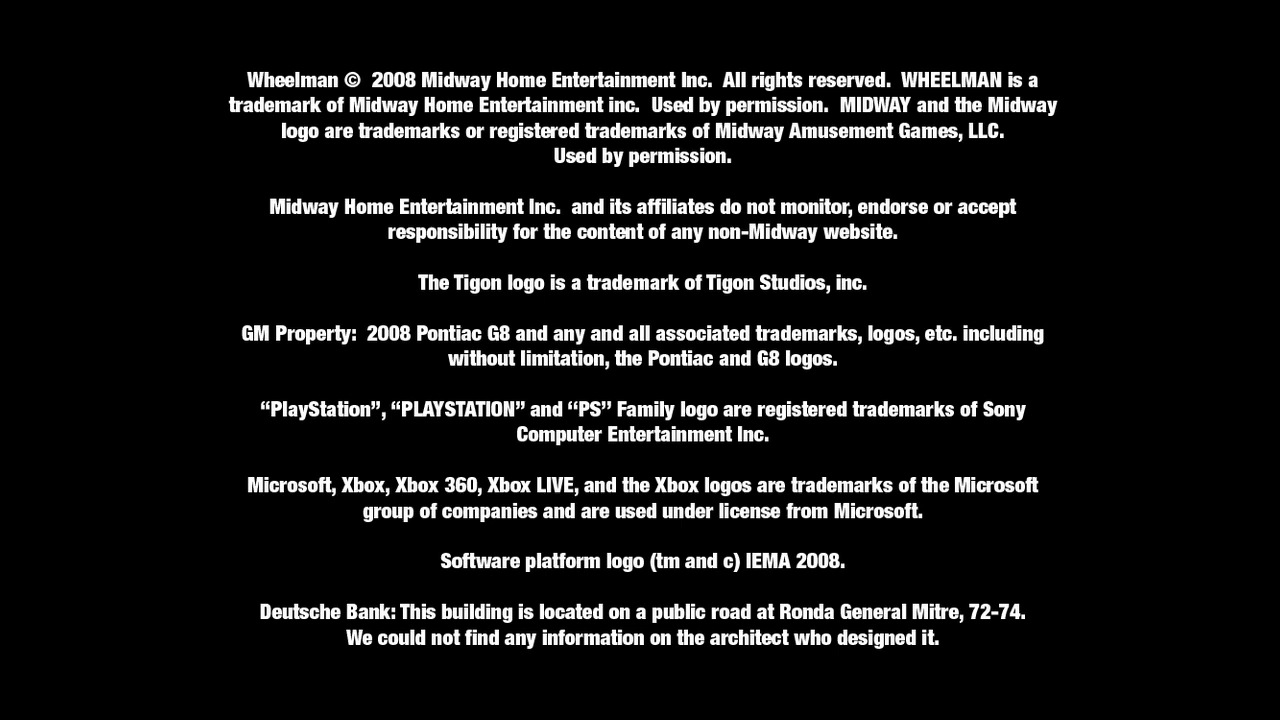 Wheelman ©  2008 Midway Home Entertainment Inc.  All rights reserved.  WHEELMAN is a
trademark of Midway Home Entertainment inc.  Used by permission.  MIDWAY and the Midway
logo are trademarks or registered trademarks of Midway Amusement Games, LLC.
Used by permission.
Midway Home Entertainment Inc.  and its affiliates do not monitor, endorse or accept
responsibility for the content of any non-Midway website.
The Tigon logo is a trademark of Tigon Studios, inc.
GM Property:  2008 Pontiac G8 and any and all associated trademarks, logos, etc. including
without limitation, the Pontiac and G8 logos.
“PlayStation”, “PLAYSTATION” and “PS” Family logo are registered trademarks of Sony
Computer Entertainment Inc.
Microsoft, Xbox, Xbox 360, Xbox LIVE, and the Xbox logos are trademarks of the Microsoft
group of companies and are used under license from Microsoft.
Software platform logo (tm and c) IEMA 2008.
Deutsche Bank: This building is located on a public road at Ronda General Mitre, 72-74.
We could not find any information on the architect who designed it.